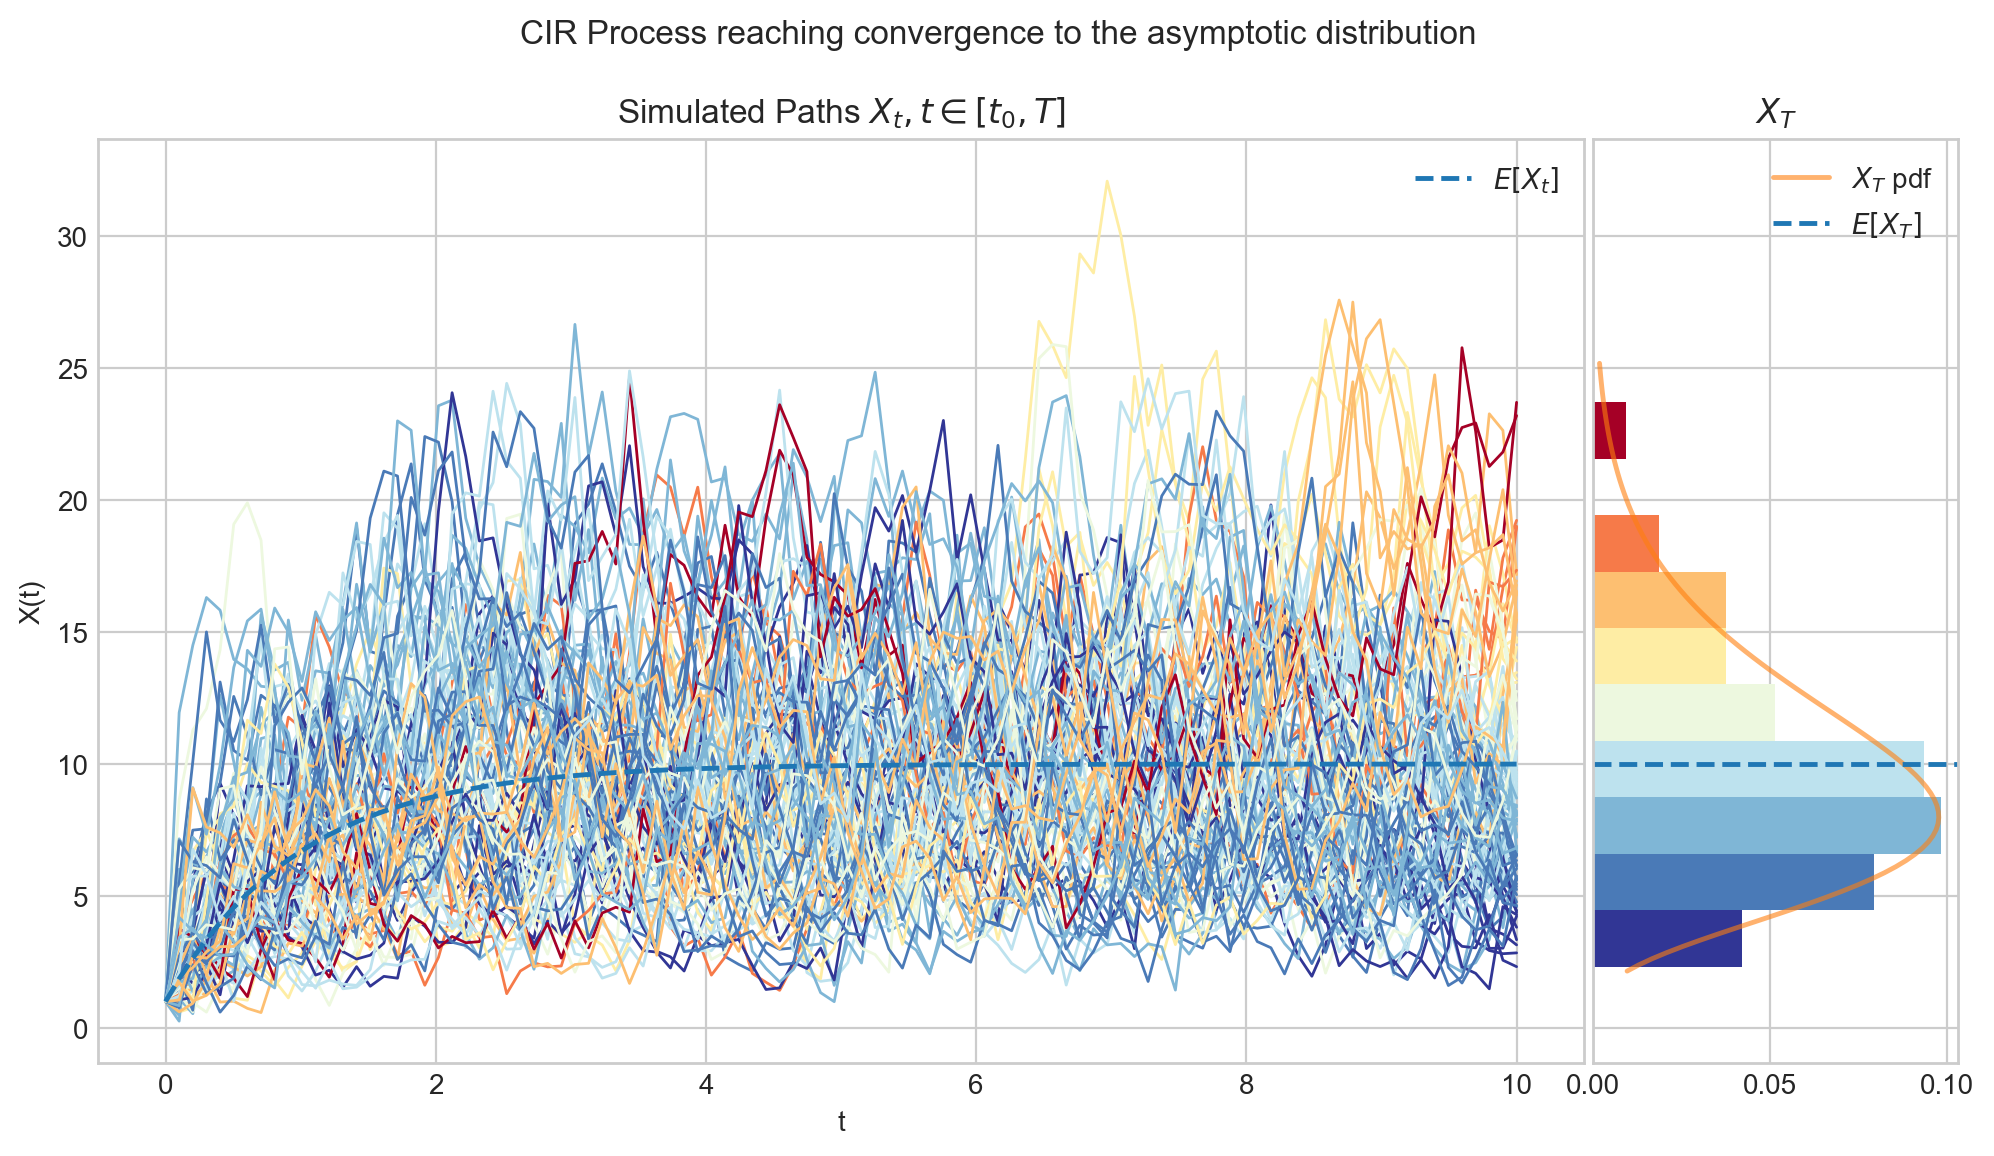 CIR Process reaching convergence to the asymptotic distribution
Simulated Paths $X_t, t \in [t_0, T]$
$X_T$
$E[X_t]$
$X_T$ pdf
$E[X_T]$
30
25
20
15
10
5
0
X(t)
0 2 4 6 8 10 0.00 0.05 0.10
t